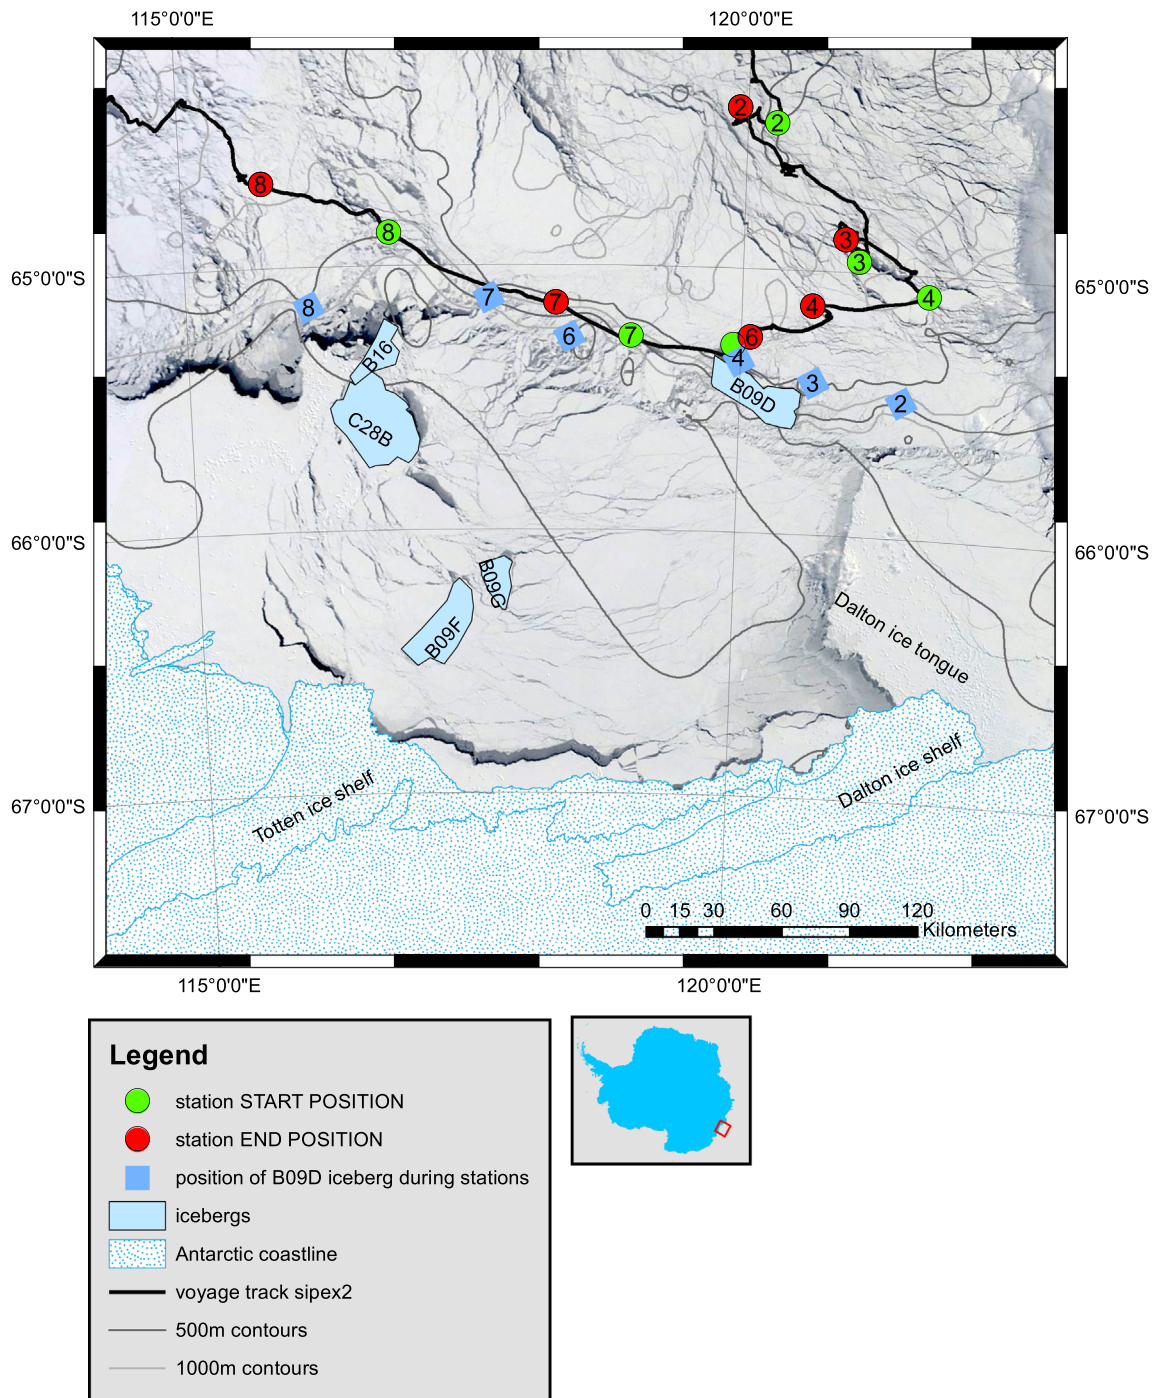 115°0'0"E
120°0'0"E
2
2
8
8
3
3
65°0'0"S
65°0'0"S
4
7
8
7
4
6
7
6
4
B16
3
B09D
2
C28B
66°0'0"S
66°0'0"S
B09G
Dalton ice tongue
B09F
Dalton ice shelf
Totten ice shelf
67°0'0"S
67°0'0"S
0 15 30 60 90 120
Kilometers
115°0'0"E
120°0'0"E
Legend
station START POSITION
station END POSITION
position of B09D iceberg during stations
icebergs
Antarctic coastline
voyage track sipex2
500m contours
1000m contours